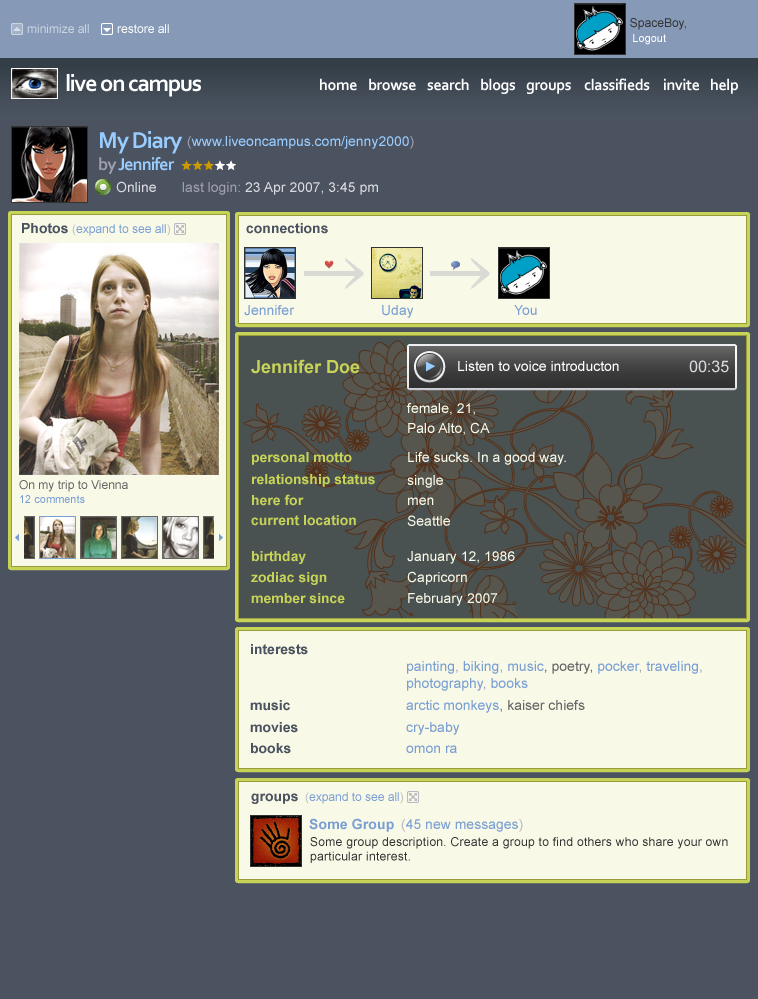 minimize all restore all
SpaceBoy,
Logout
live on campus
home browse search blogs groups classifieds invite help
My Diary (www.liveoncampus.com/jenny2000)
by Jennifer
Online last login: 23 Apr 2007, 3:45 pm
Photos (expand to see all)
On my trip to Vienna
12 comments
connections
Jennifer Uday You
Jennifer Doe
Listen to voice introducton 00:35
female, 21,
Palo Alto, CA
personal motto Life sucks. In a good way.
relationship status single
here for men
current location Seattle
birthday January 12, 1986
zodiac sign Capricorn
member since February 2007
interests
painting, biking, music, poetry, pocker, traveling,
photography, books
music arctic monkeys, kaiser chiefs
movies cry-baby
books omon ra
groups (expand to see all)
Some Group (45 new messages)
Some group description. Create a group to find others who share your own
particular interest.